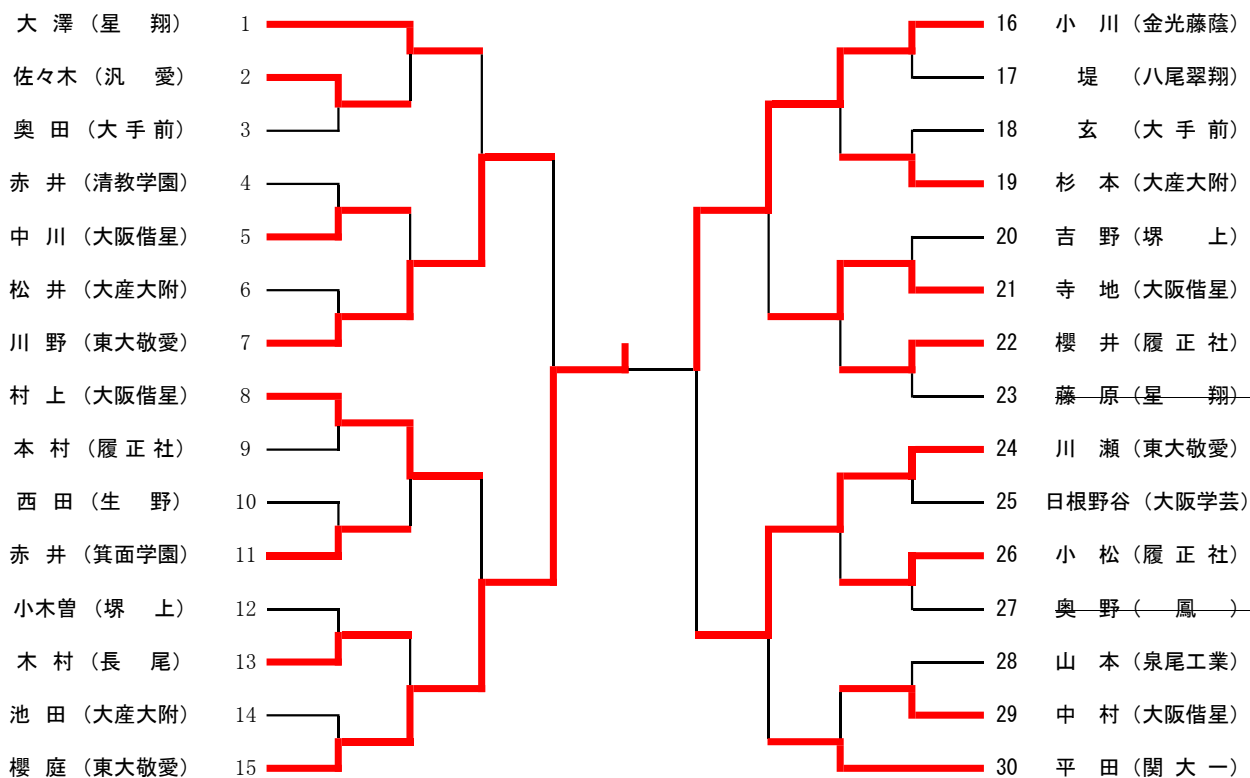 大 澤 (星 翔) 1
佐々木 (汎 愛) 2
奥 田 (大 手 前) 3
赤 井 (清教学園) 4
中 川 (大阪偕星) 5
松 井 (大産大附) 6
川 野 (東大敬愛) 7
村 上 (大阪偕星) 8
本 村 (履 正 社) 9
西 田 (生 野) 10
赤 井 (箕面学園) 11
小木曽 (堺 上) 12
木 村 (長 尾) 13
池 田 (大産大附) 14
櫻 庭 (東大敬愛) 15
16 小 川 (金光藤蔭)
17 堤 (八尾翠翔)
18 玄 (大 手 前)
19 杉 本 (大産大附)
20 吉 野 (堺 上)
21 寺 地 (大阪偕星)
22 櫻 井 (履 正 社)
23 藤 原 (星 翔)
24 川 瀬 (東大敬愛)
25 日根野谷 (大阪学芸)
26 小 松 (履 正 社)
27 奥 野 ( 鳳 )
28 山 本 (泉尾工業)
29 中 村 (大阪偕星)
30 平 田 (関 大 一)